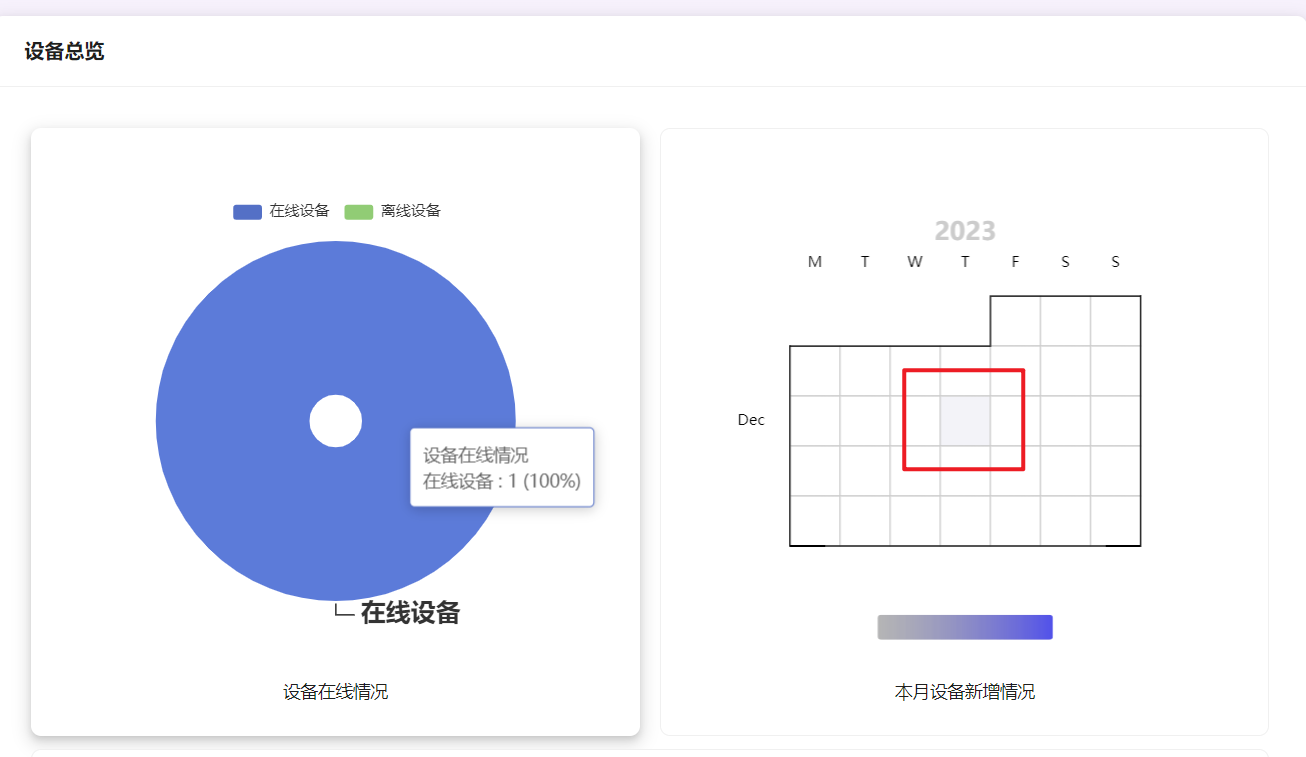 设备总览
在线设备 离线设备
设备在线情况
在线设备 : 1 (100%)
在线设备
设备在线情况
2023
M T W T F S S
Dec
本月设备新增情况